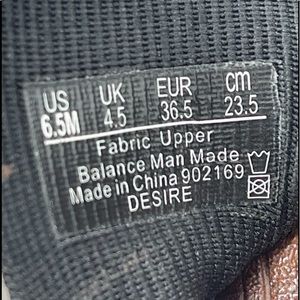 US UK EUR cm
6.5M 4.5 36.5 23.5
Fabric Upper
Balance Man Made
Made in China 902169
DESIRE